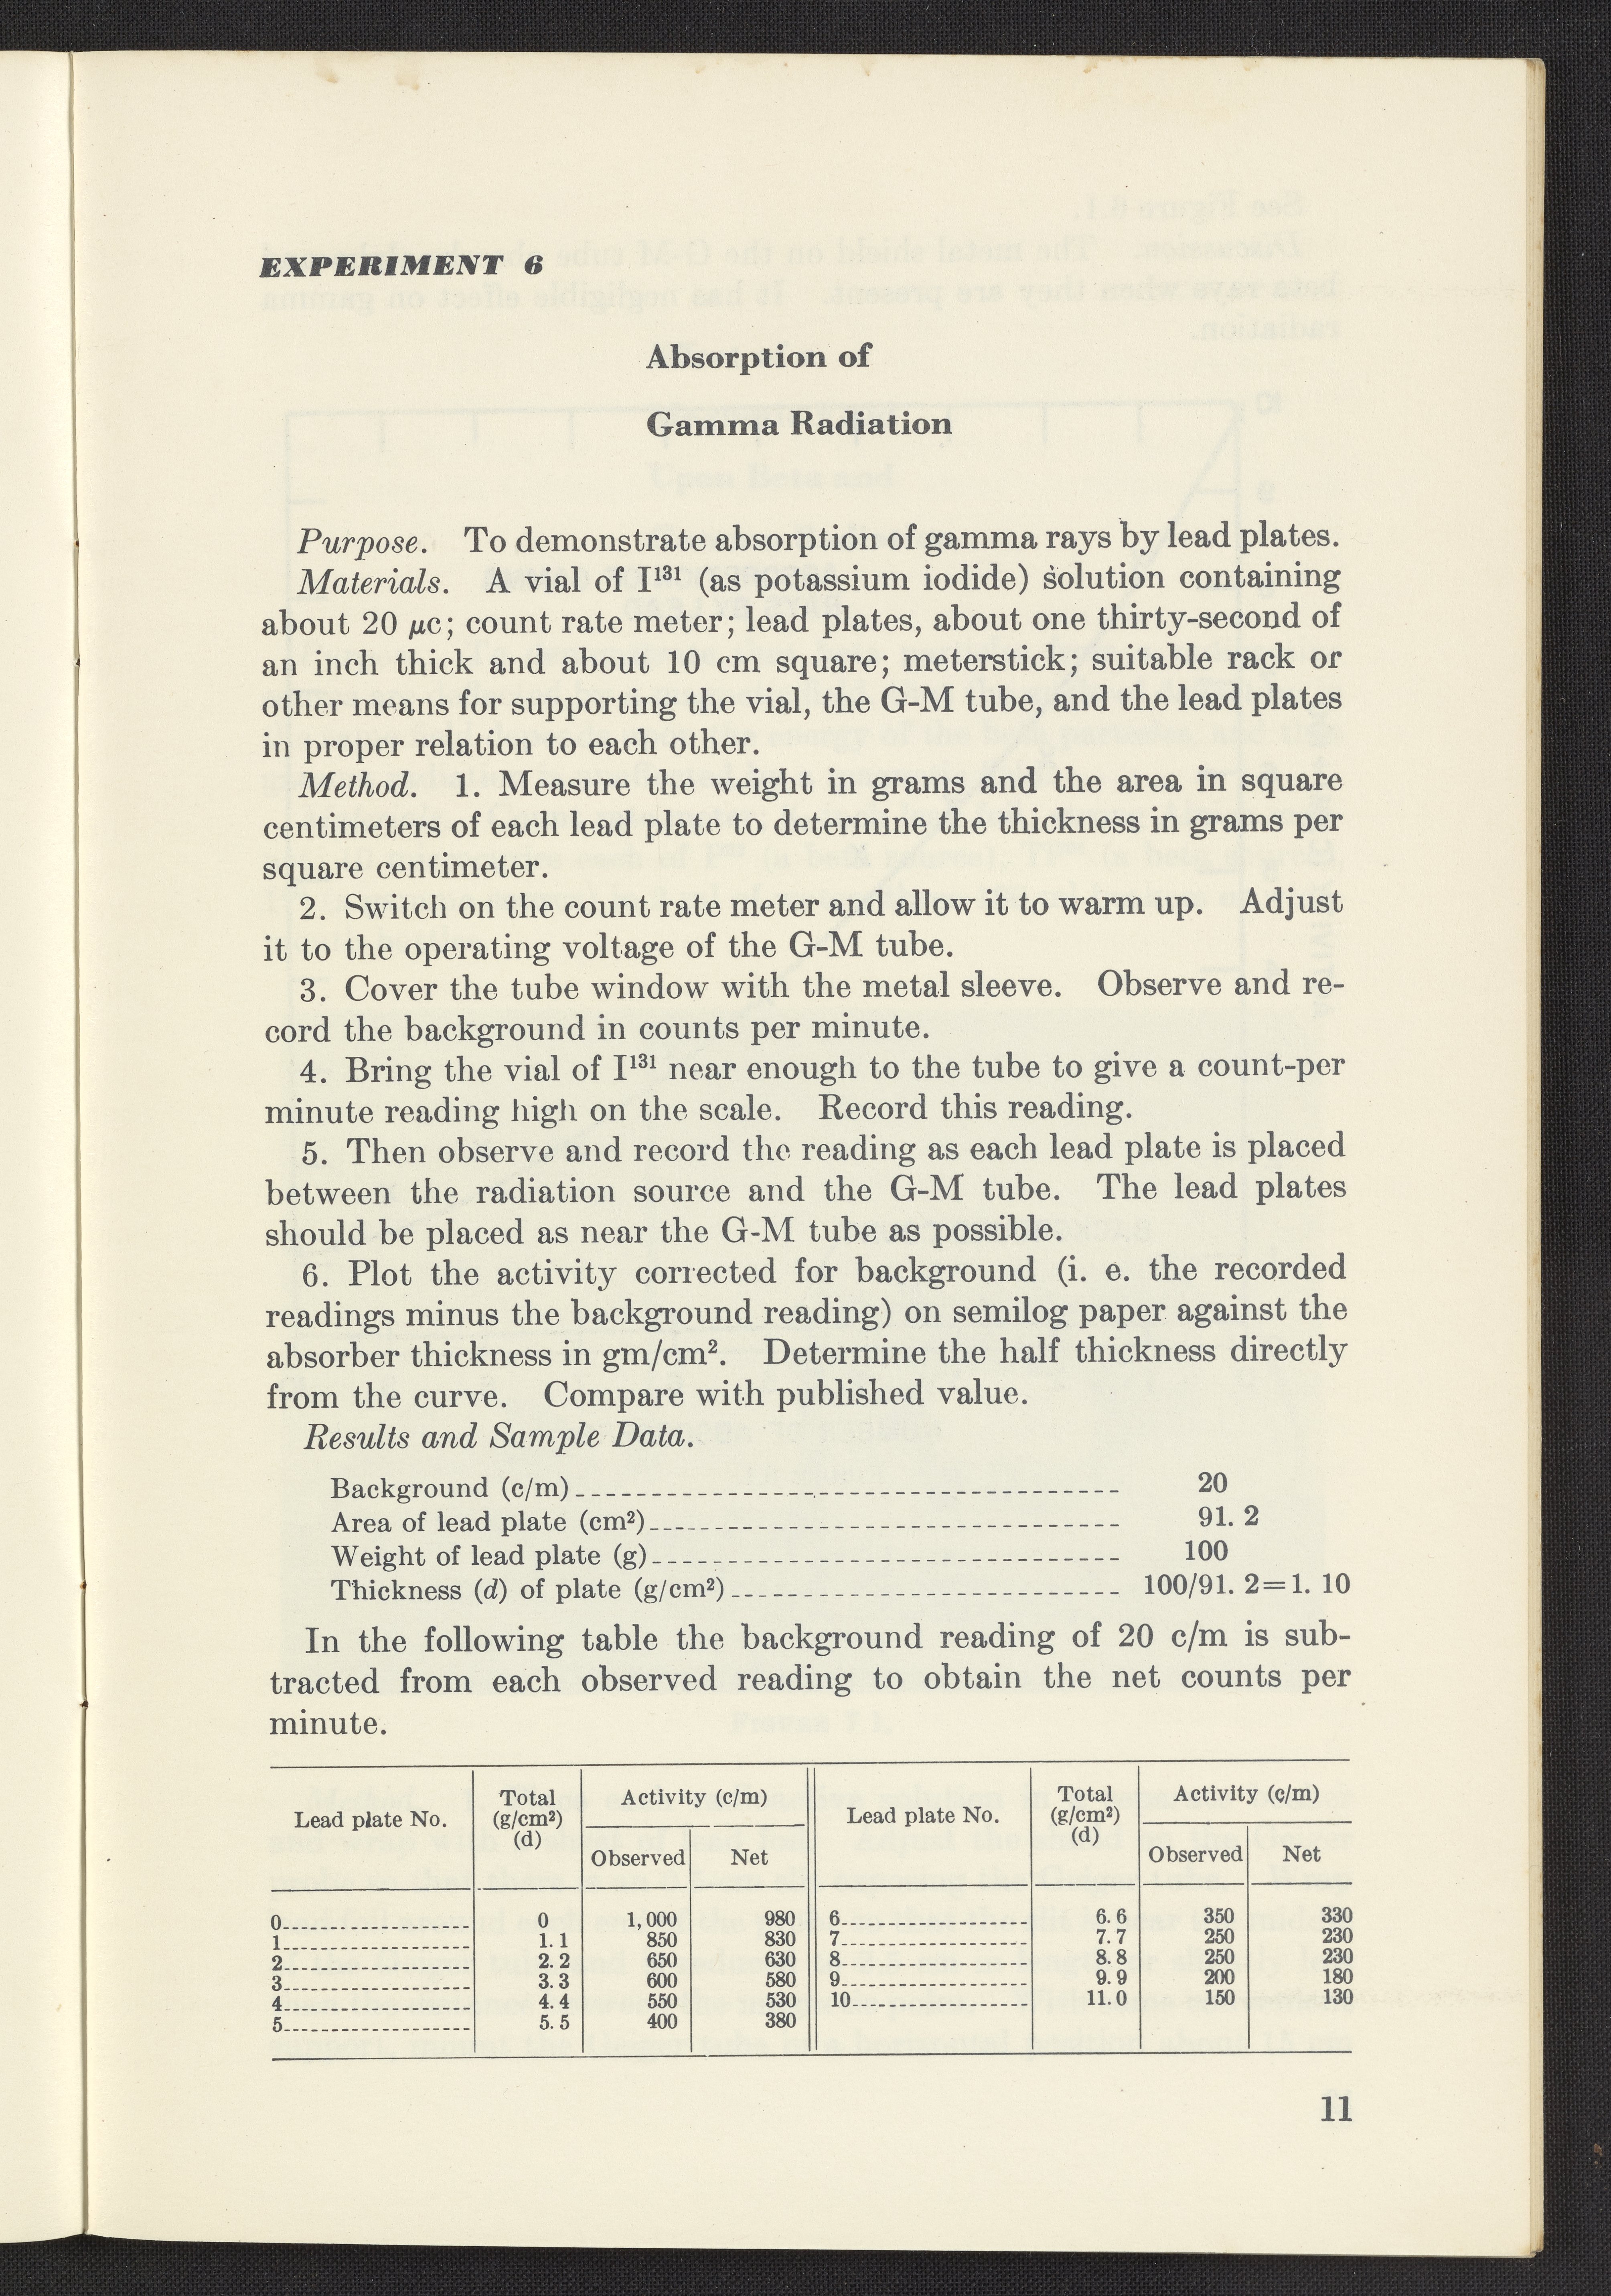 EXPERIMENT 6
Absorption of
Gamma Radiation
Purpose. To demonstrate absorption of gamma rays by lead plates.
Materials. A vial of I¹³¹ (as potassium iodide) solution containing
about 20 μc; count rate meter; lead plates, about one thirty-second of
an inch thick and about 10 cm square; meterstick; suitable rack or
other means for supporting the vial, the G-M tube, and the lead plates
in proper relation to each other.
Method. 1. Measure the weight in grams and the area in square
centimeters of each lead plate to determine the thickness in grams per
square centimeter.
2. Switch on the count rate meter and allow it to warm up. Adjust
it to the operating voltage of the G-M tube.
3. Cover the tube window with the metal sleeve. Observe and re-
cord the background in counts per minute.
4. Bring the vial of I¹³¹ near enough to the tube to give a count-per
minute reading high on the scale. Record this reading.
5. Then observe and record the reading as each lead plate is placed
between the radiation source and the G-M tube. The lead plates
should be placed as near the G-M tube as possible.
6. Plot the activity corrected for background (i. e. the recorded
readings minus the background reading) on semilog paper against the
absorber thickness in gm/cm². Determine the half thickness directly
from the curve. Compare with published value.
Results and Sample Data.
Background (c/m) 20
Area of lead plate (cm²) 91. 2
Weight of lead plate (g) 100
Thickness (d) of plate (g/cm²) 100/91. 2=1. 10
In the following table the background reading of 20 c/m is sub-
tracted from each observed reading to obtain the net counts per
minute.
Lead plate No. Total (g/cm²) (d) Activity (c/m) Lead plate No. Total (g/cm²) (d) Activity (c/m)
Observed Net Observed Net
0 0 1,000 980 6 6. 6 350 330
1 1. 1 850 830 7 7. 7 250 230
2 2. 2 650 630 8 8. 8 250 230
3 3. 3 600 580 9 9. 9 200 180
4 4. 4 550 530 10 11. 0 150 130
5 5. 5 400 380
11